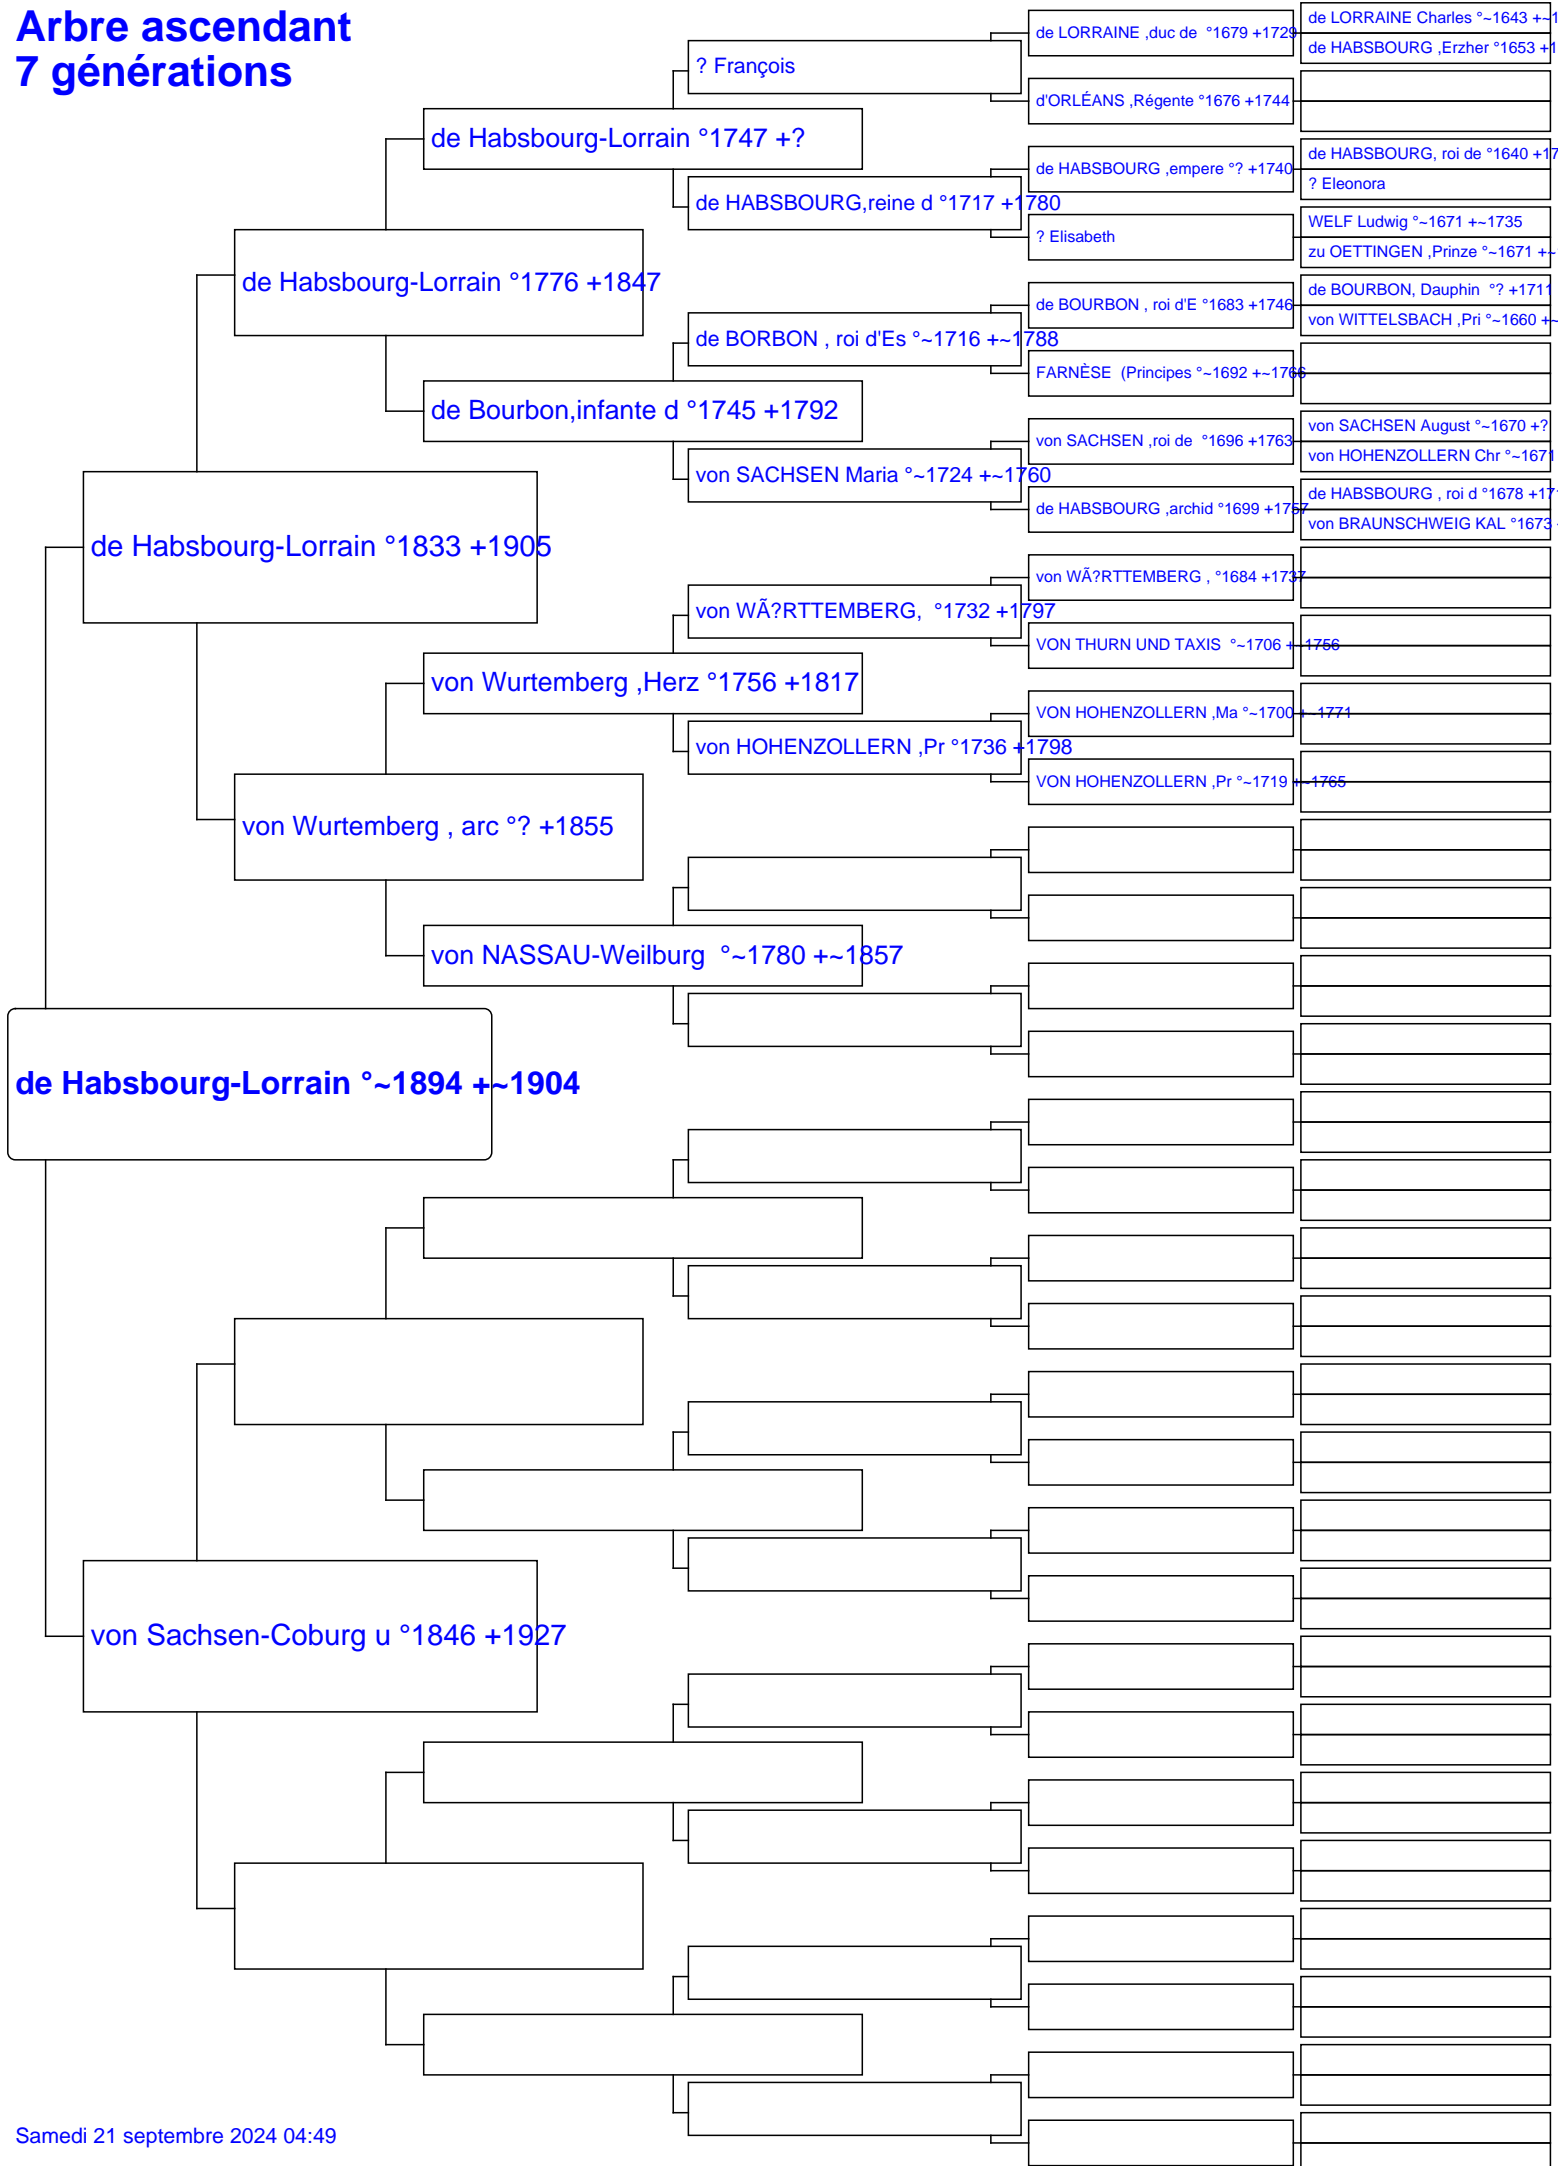 Arbre ascendant
7 générations
de LORRAINE ,duc de  °1679 +1729
de LORRAINE Charles °~1643 +~1
de HABSBOURG ,Erzher °1653 +1
? François
d'ORLÉANS ,Régente °1676 +1744
de Habsbourg-Lorrain °1747 +?
de HABSBOURG ,empere °? +1740
de HABSBOURG, roi de °1640 +17
? Eleonora
de HABSBOURG,reine d °1717 +1780
? Elisabeth
WELF Ludwig °~1671 +~1735
zu OETTINGEN ,Prinze °~1671 +~
de Habsbourg-Lorrain °1776 +1847
de BOURBON , roi d'E °1683 +1746
de BOURBON, Dauphin  °? +1711
von WITTELSBACH ,Pri °~1660 +~
de BORBON , roi d'Es °~1716 +~1788
FARNÈSE  (Principes °~1692 +~1766
de Bourbon,infante d °1745 +1792
von SACHSEN ,roi de  °1696 +1763
von SACHSEN August °~1670 +?
von HOHENZOLLERN Chr °~1671
von SACHSEN Maria °~1724 +~1760
de HABSBOURG ,archid °1699 +1757
de HABSBOURG , roi d °1678 +171
von BRAUNSCHWEIG KAL °1673
de Habsbourg-Lorrain °1833 +1905
von WÃ?RTTEMBERG , °1684 +1737
von WÃ?RTTEMBERG,  °1732 +1797
VON THURN UND TAXIS  °~1706 +~1756
von Wurtemberg ,Herz °1756 +1817
VON HOHENZOLLERN ,Ma °~1700 +~1771
von HOHENZOLLERN ,Pr °1736 +1798
VON HOHENZOLLERN ,Pr °~1719 +~1765
von Wurtemberg , arc °? +1855
von NASSAU-Weilburg  °~1780 +~1857
de Habsbourg-Lorrain °~1894 +~1904
von Sachsen-Coburg u °1846 +1927
Samedi 21 septembre 2024 04:49